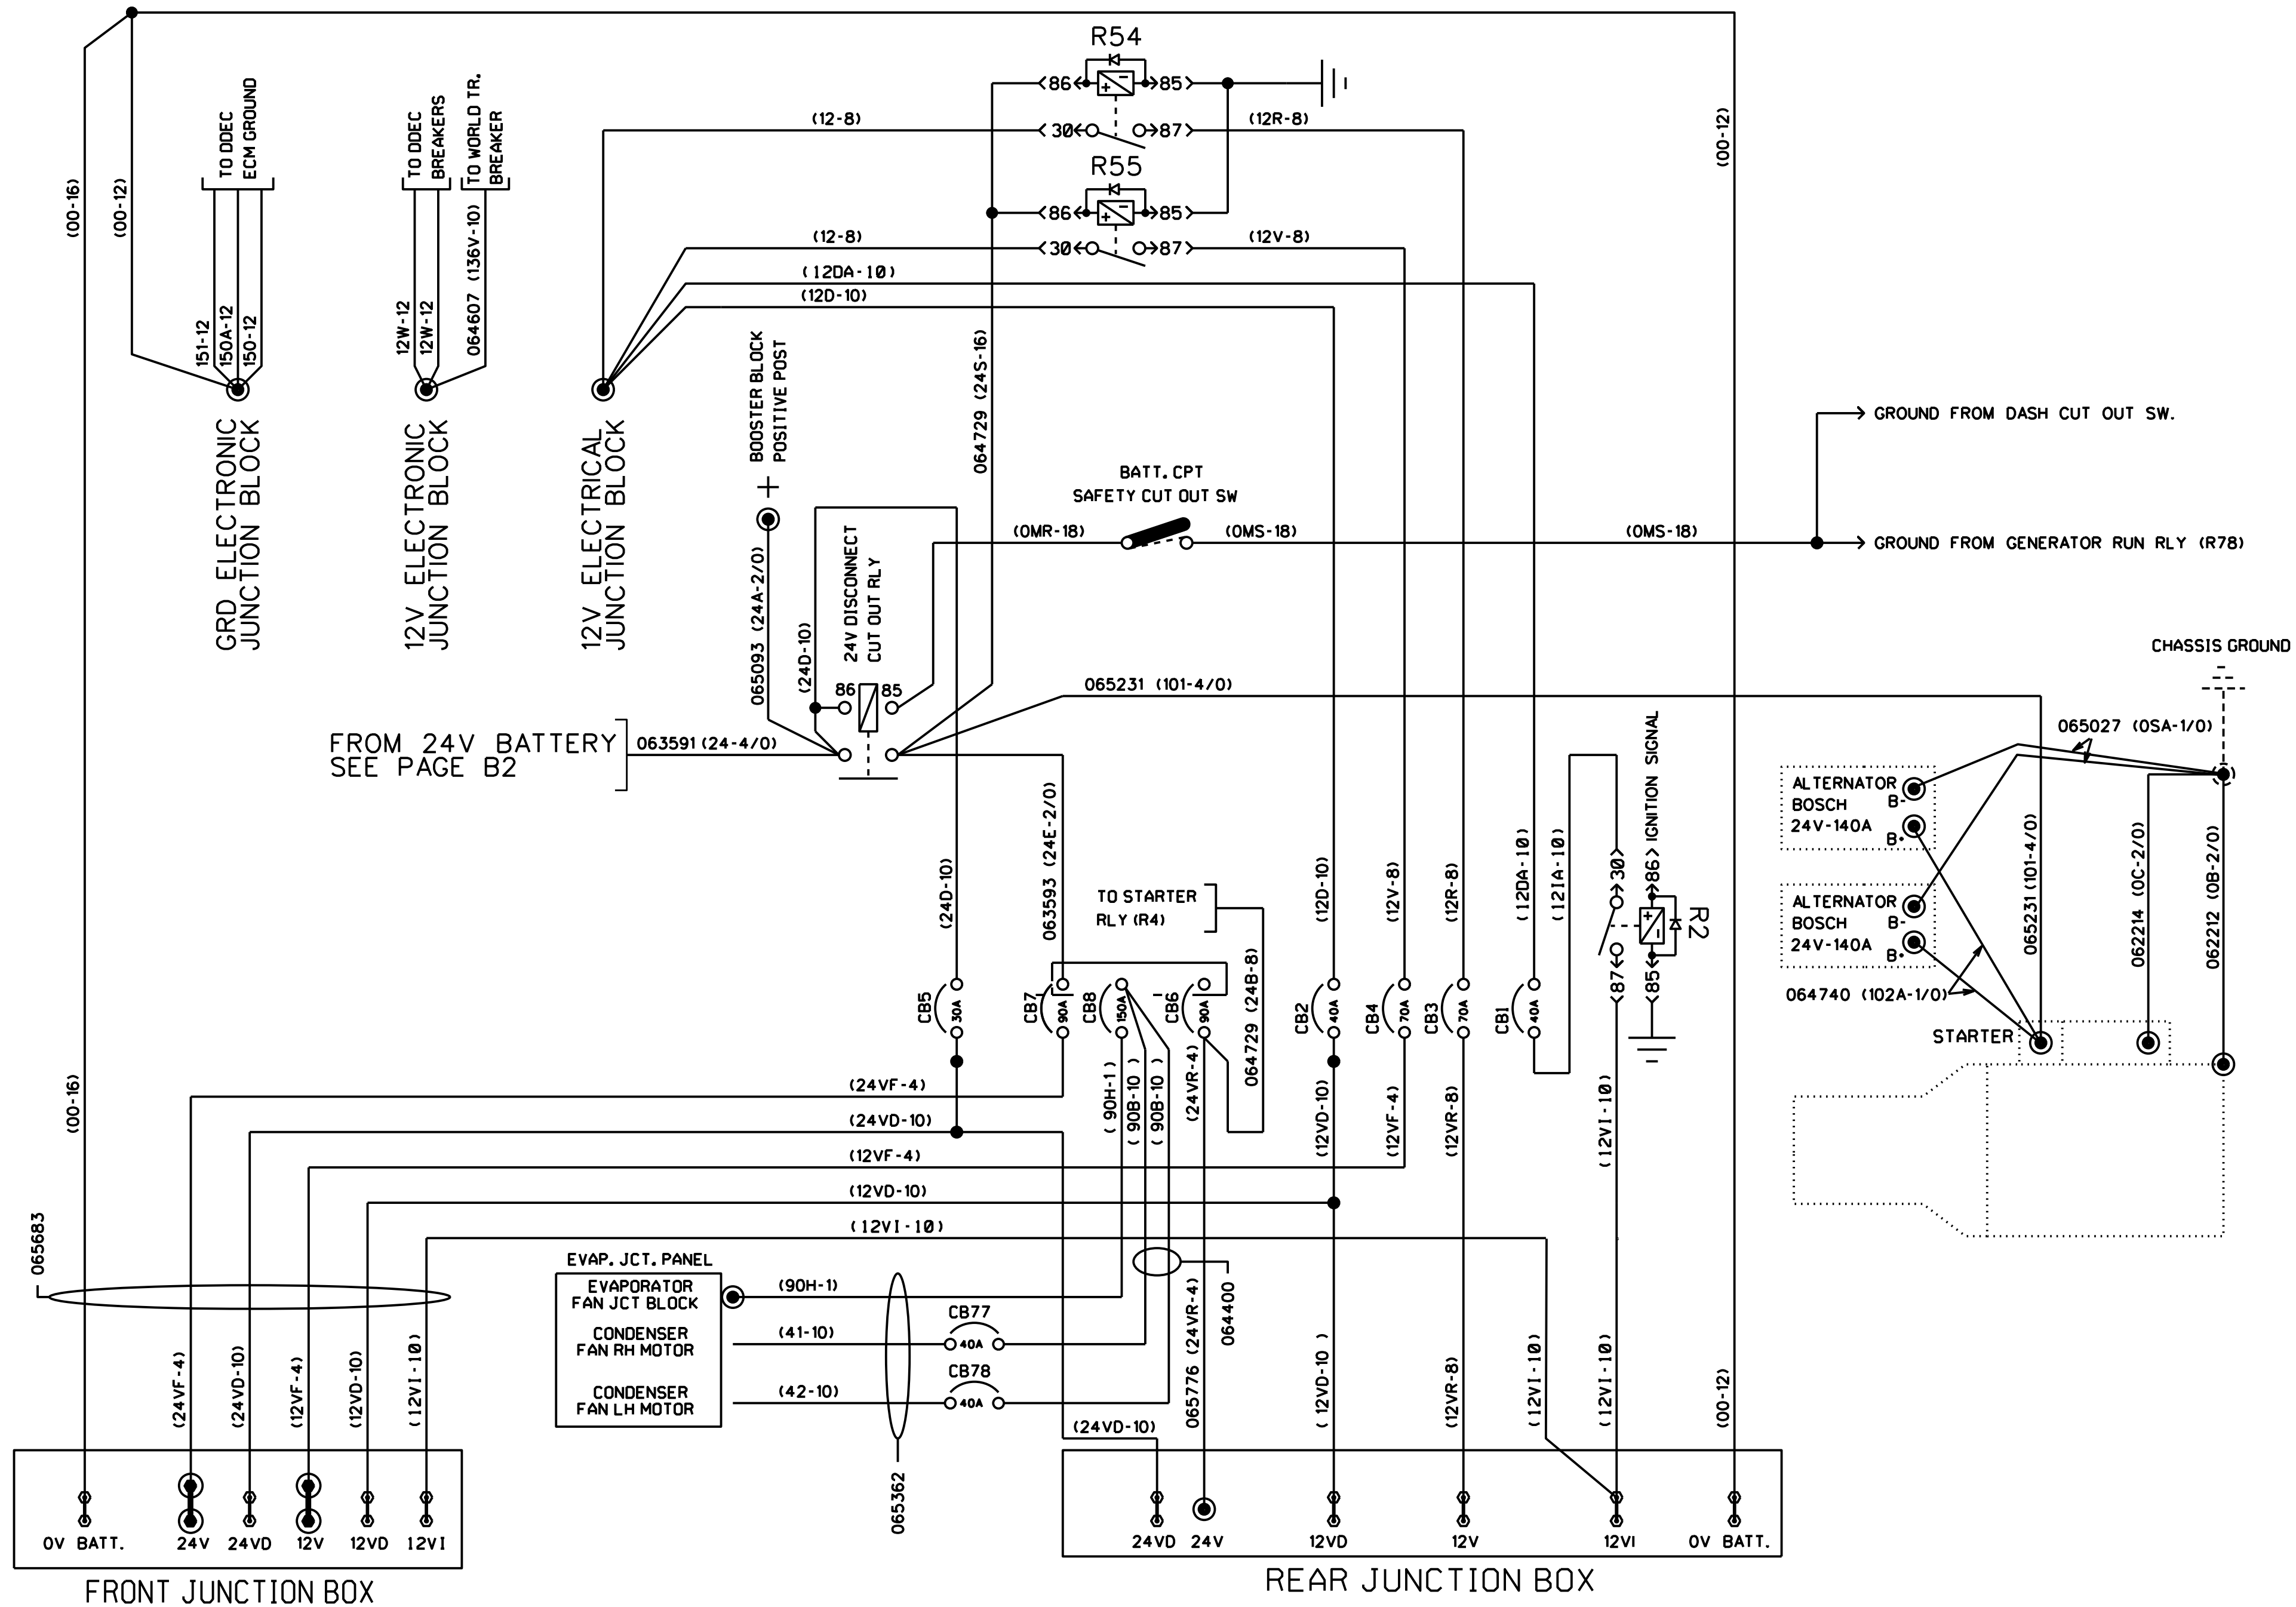 R54
86
85
(12-8)
30
87
(12R-8)
R55
86
85
(12-8)
30
87
(12V-8)
(12DA-10)
(12D-10)
(00-16)
(00-12)
TO DDEC
ECM GROUND
151-12
150A-12
150-12
GRD ELECTRONIC
JUNCTION BLOCK
TO DDEC
BREAKERS
TO WORLD TR.
BREAKER
12W-12
12W-12
064607 (136V-10)
12V ELECTRONIC
JUNCTION BLOCK
12V ELECTRICAL
JUNCTION BLOCK
BOOSTER BLOCK
POSITIVE POST
+
065093 (24A-2/0)
(24D-10)
24V DISCONNECT
CUT OUT RLY
86
85
064729 (24S-16)
(00-12)
BATT. CPT
SAFETY CUT OUT SW
(0MR-18)
(0MS-18)
(0MS-18)
GROUND FROM DASH CUT OUT SW.
GROUND FROM GENERATOR RUN RLY (R78)
FROM 24V BATTERY
SEE PAGE B2
063591 (24-4/0)
065231 (101-4/0)
CHASSIS GROUND
065027 (0SA-1/0)
ALTERNATOR
BOSCH
24V-140A
B-
B+
ALTERNATOR
BOSCH
24V-140A
B-
B+
064740 (102A-1/0)
065231 (101-4/0)
062214 (0C-2/0)
062212 (0B-2/0)
STARTER
(24D-10)
063593 (24E-2/0)
TO STARTER
RLY (R4)
064729 (24B-8)
(12D-10)
(12V-8)
(12R-8)
(12DA-10)
(12IA-10)
30
86
IGNITION SIGNAL
R2
87
85
CB5
30A
CB7
90A
CB8
150A
CB6
90A
CB2
40A
CB4
70A
CB3
70A
CB1
40A
(00-16)
(24VF-4)
(24VD-10)
(12VF-4)
(12VD-10)
(12VI-10)
(90H-1)
(90B-10)
(90B-10)
(24VR-4)
(12VD-10)
(12VF-4)
(12VR-8)
(12VI-10)
065683
EVAP. JCT. PANEL
EVAPORATOR
FAN JCT BLOCK
CONDENSER
FAN RH MOTOR
CONDENSER
FAN LH MOTOR
(90H-1)
(41-10)
(42-10)
CB77
40A
CB78
40A
065362
064400
065776 (24VR-4)
(24VD-10)
(24VF-4)
(24VD-10)
(12VF-4)
(12VD-10)
(12VI-10)
(12VD-10)
(12VR-8)
(12VI-10)
(12VI-10)
(00-12)
0V BATT.
24V
24VD
12V
12VD
12VI
FRONT JUNCTION BOX
24VD
24V
12VD
12V
12VI
0V BATT.
REAR JUNCTION BOX